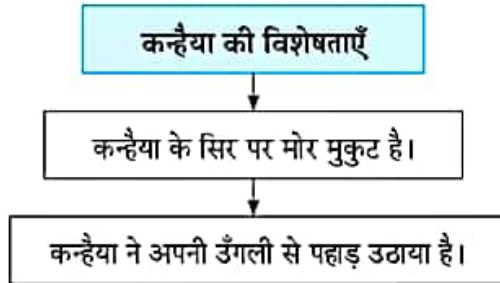 कन्हैया की विशेषताएँ
कन्हैया के सिर पर मोर मुकुट है।
कन्हैया ने अपनी उँगली से पहाड़ उठाया है।